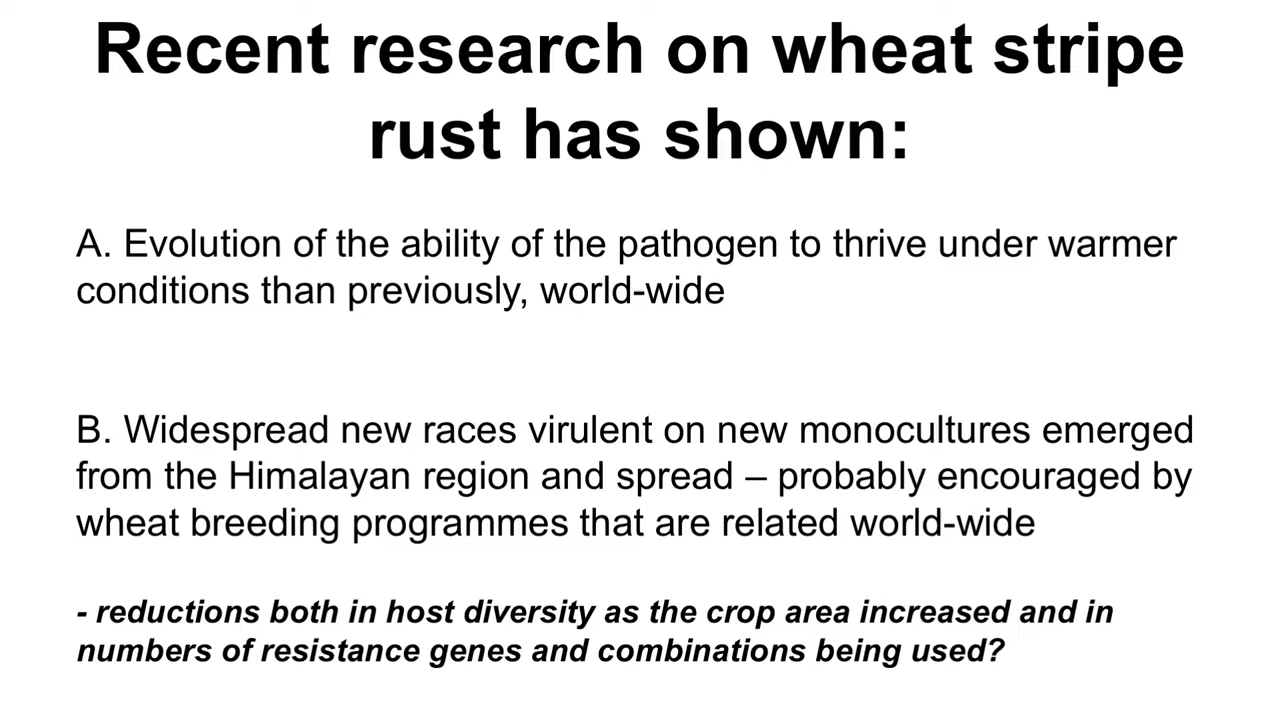 Recent research on wheat stripe
rust has shown:
A. Evolution of the ability of the pathogen to thrive under warmer
conditions than previously, world-wide
B. Widespread new races virulent on new monocultures emerged
from the Himalayan region and spread – probably encouraged by
wheat breeding programmes that are related world-wide
- reductions both in host diversity as the crop area increased and in
numbers of resistance genes and combinations being used?